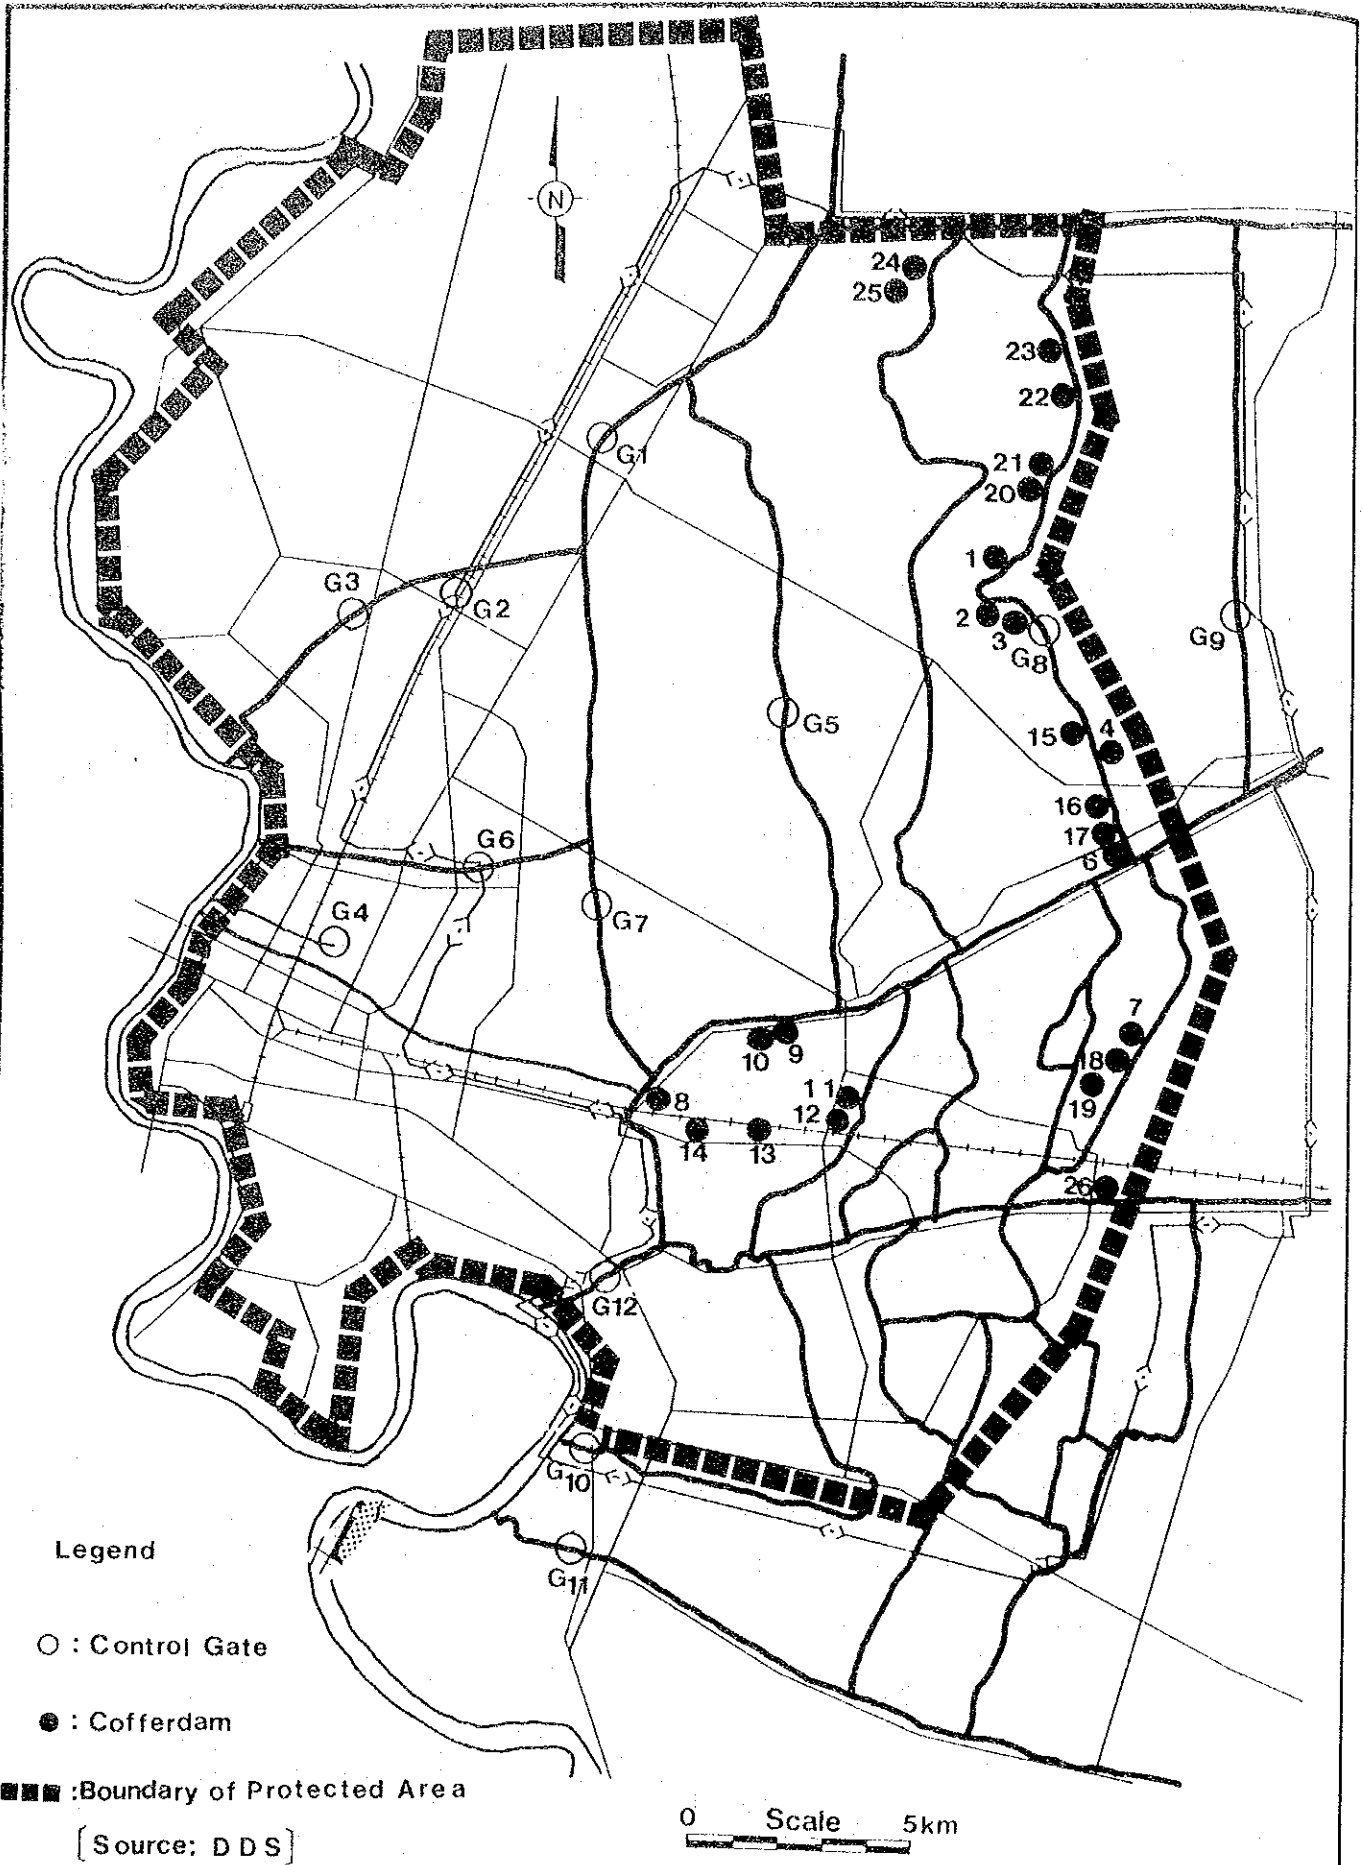 N
24
25
23
22
G1
21
20
1
G3
G2
2
3
G8
G9
G5
15
4
16
17
6
G6
G4
G7
7
10
9
18
19
8
11
12
14
13
26
G12
G10
G11
Legend
○ : Control Gate
● : Cofferdam
:Boundary of Protected Area
[Source: DDS]
0 Scale 5km